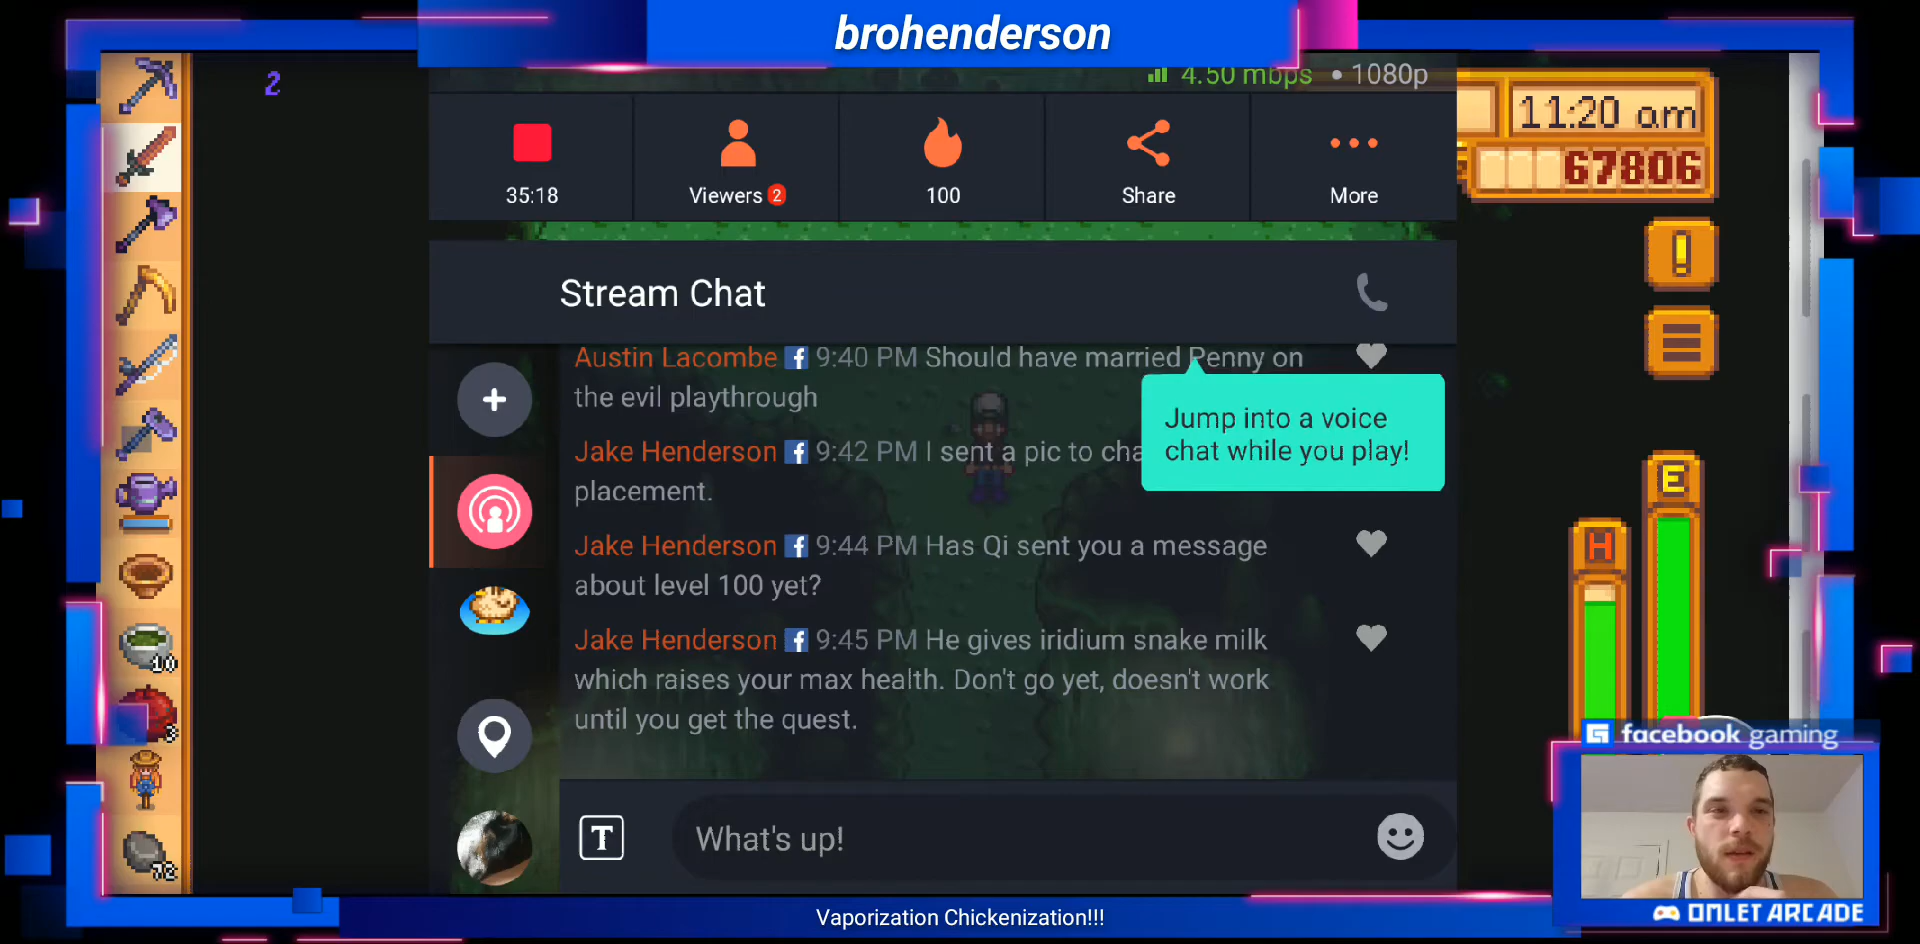 brohenderson
2
4.50 mbps • 1080p
11:20 am
67806
35:18
Viewers 2
100
Share
More
Stream Chat
Austin Lacombe 9:40 PM Should have married Penny on
the evil playthrough
Jump into a voice
chat while you play!
Jake Henderson 9:42 PM I sent a pic to
placement.
Jake Henderson 9:44 PM Has Qi sent you a message
about level 100 yet?
Jake Henderson 9:45 PM He gives iridium snake milk
which raises your max health. Don't go yet, doesn't work
until you get the quest.
T What's up!
H
E
10
facebook gaming
OMLET ARCADE
Vaporization Chickenization!!!